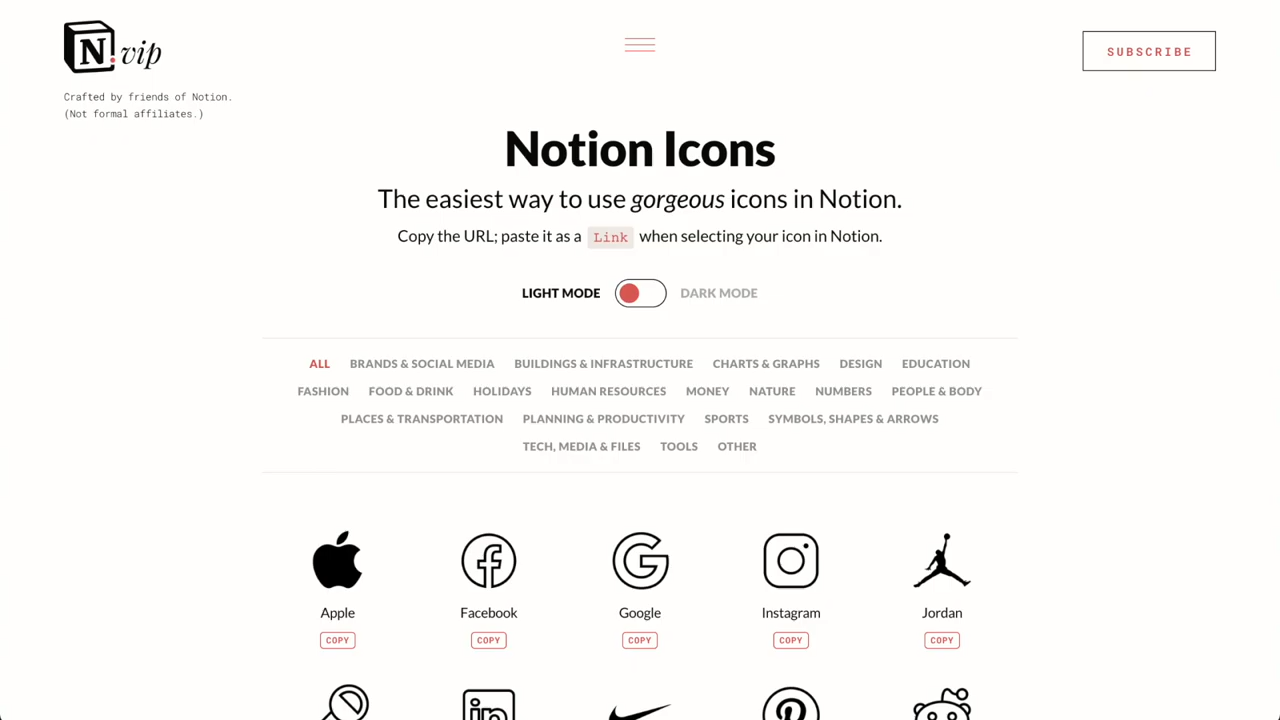 N.vip
SUBSCRIBE
Crafted by friends of Notion.
(Not formal affiliates.)
Notion Icons
The easiest way to use gorgeous icons in Notion.
Copy the URL; paste it as a Link when selecting your icon in Notion.
LIGHT MODE DARK MODE
ALL BRANDS & SOCIAL MEDIA BUILDINGS & INFRASTRUCTURE CHARTS & GRAPHS DESIGN EDUCATION
FASHION FOOD & DRINK HOLIDAYS HUMAN RESOURCES MONEY NATURE NUMBERS PEOPLE & BODY
PLACES & TRANSPORTATION PLANNING & PRODUCTIVITY SPORTS SYMBOLS, SHAPES & ARROWS
TECH, MEDIA & FILES TOOLS OTHER
Apple Facebook Google Instagram Jordan
COPY COPY COPY COPY COPY
in